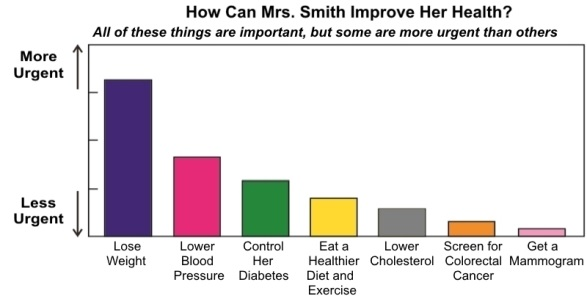 How Can Mrs. Smith Improve Her Health?
All of these things are important, but some are more urgent than others
More
Urgent
Less
Urgent
Lose
Weight
Lower
Blood
Pressure
Control
Her
Diabetes
Eat a
Healthier
Diet and
Exercise
Lower
Cholesterol
Screen for
Colorectal
Cancer
Get a
Mammogram